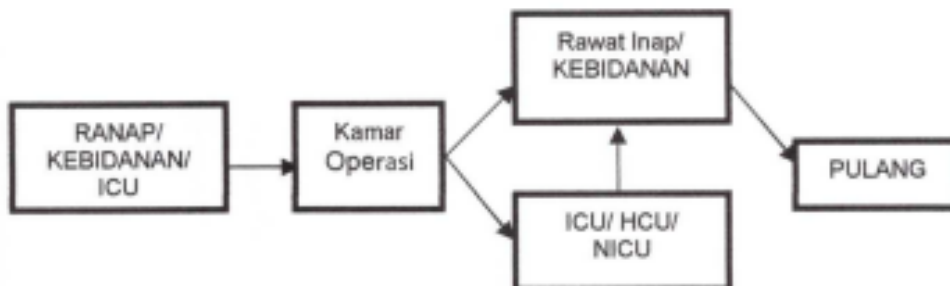 RANAP/
KEBIDANAN/
ICU
Kamar
Operasi
Rawat Inap/
KEBIDANAN
ICU/ HCU/
NICU
PULANG